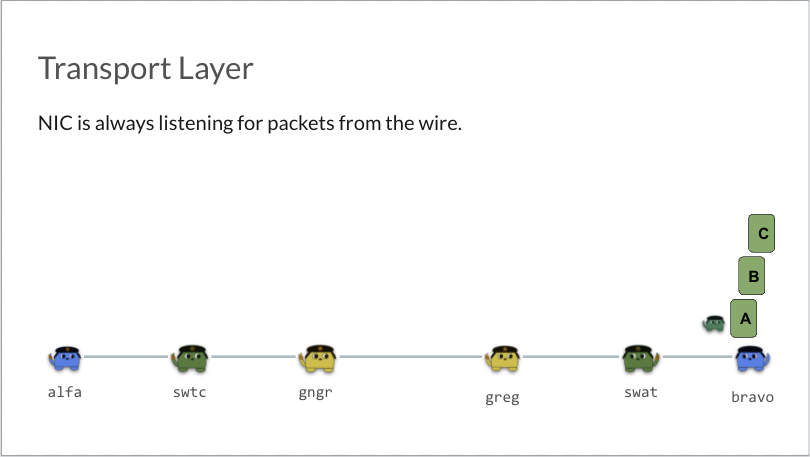 Transport Layer
NIC is always listening for packets from the wire.
C
B
A
alfa
swtc
gngr
greg
swat
bravo